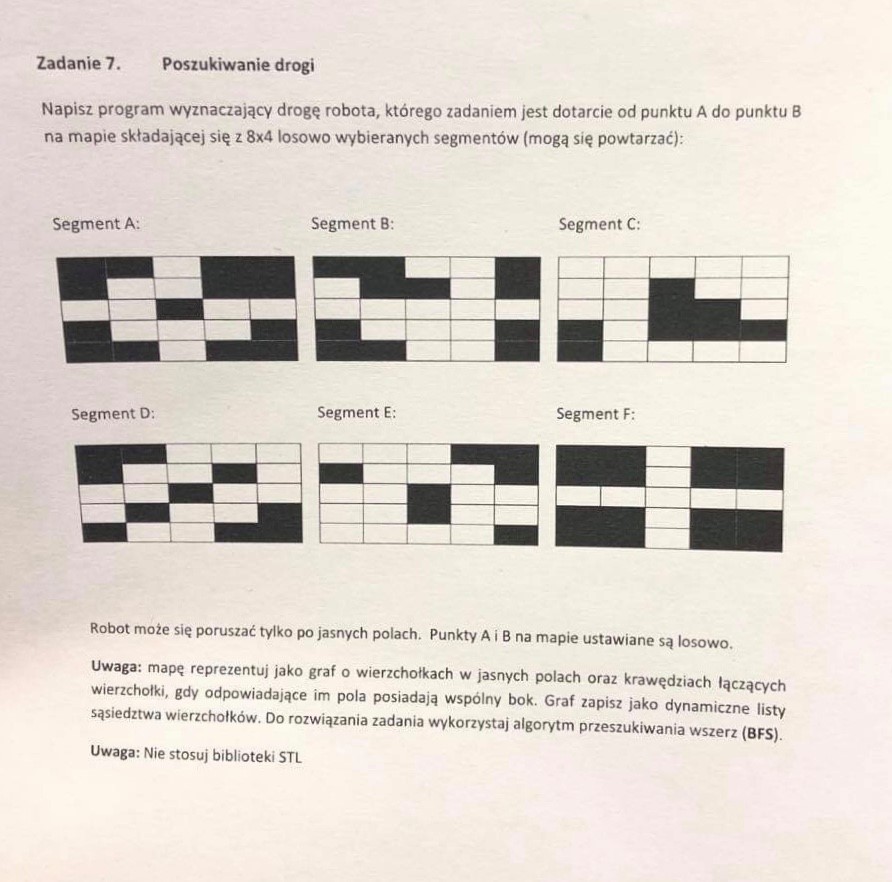 Zadanie 7. Poszukiwanie drogi
Napisz program wyznaczający drogę robota, którego zadaniem jest dotarcie od punktu A do punktu B
na mapie składającej się z 8x4 losowo wybieranych segmentów (mogą się powtarzać):
Segment A: Segment B: Segment C:
Segment D: Segment E: Segment F:
Robot może się poruszać tylko po jasnych polach. Punkty A i B na mapie ustawiane są losowo.
Uwaga: mapę reprezentuj jako graf o wierzchołkach w jasnych polach oraz krawędziach łączących
wierzchołki, gdy odpowiadające im pola posiadają wspólny bok. Graf zapisz jako dynamiczne listy
sąsiedztwa wierzchołków. Do rozwiązania zadania wykorzystaj algorytm przeszukiwania wszerz (BFS).
Uwaga: Nie stosuj biblioteki STL